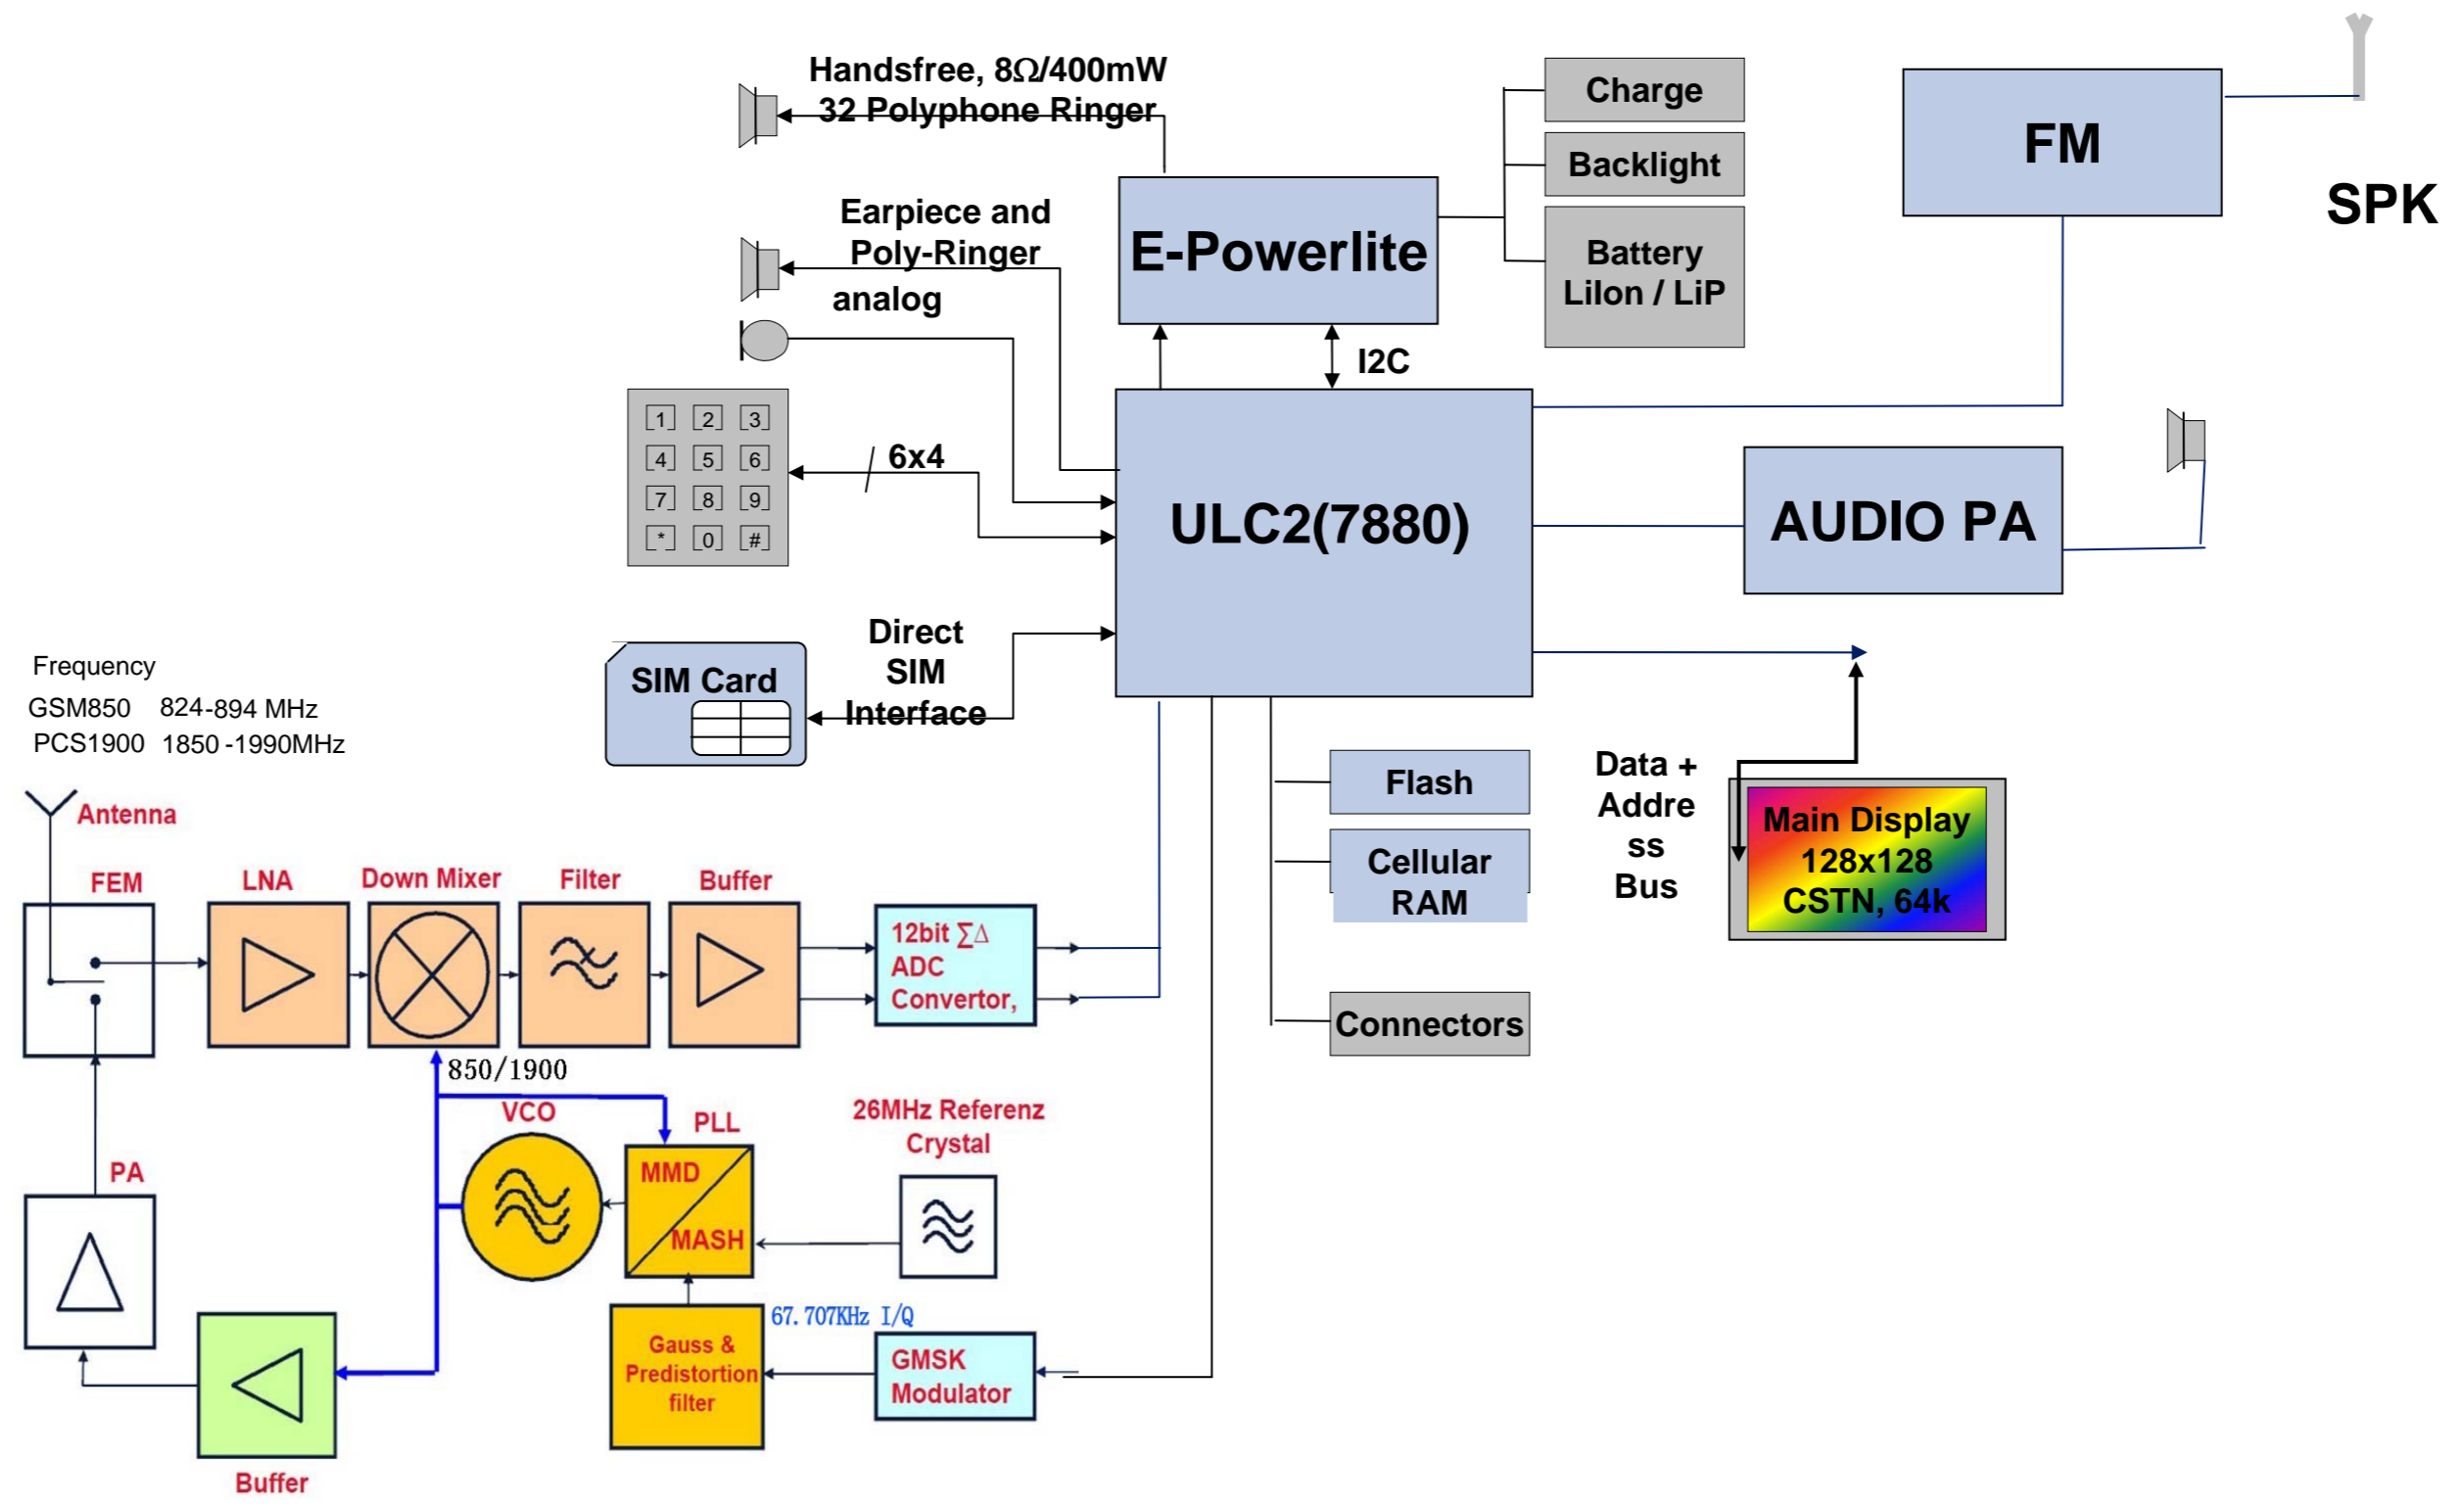 Handsfree, 8Ω/400mW
32 Polyphone Ringer
Charge
Backlight
Battery
LiIon / LiP
FM
SPK
Earpiece and
Poly-Ringer
analog
E-Powerlite
I2C
1 2 3
4 5 6
7 8 9
* 0 #
6x4
ULC2(7880)
AUDIO PA
Direct
SIM
Interface
SIM Card
Frequency
GSM850 824-894 MHz
PCS1900 1850-1990MHz
Flash
Cellular
RAM
Connectors
Data +
Addre
ss
Bus
Main Display
128x128
CSTN, 64k
Antenna
FEM
LNA
Down Mixer
Filter
Buffer
12bit ∑Δ
ADC
Convertor,
850/1900
VCO
PLL
MMD
MASH
26MHz Referenz
Crystal
PA
67.707KHz I/Q
Gauss &
Predistortion
filter
GMSK
Modulator
Buffer